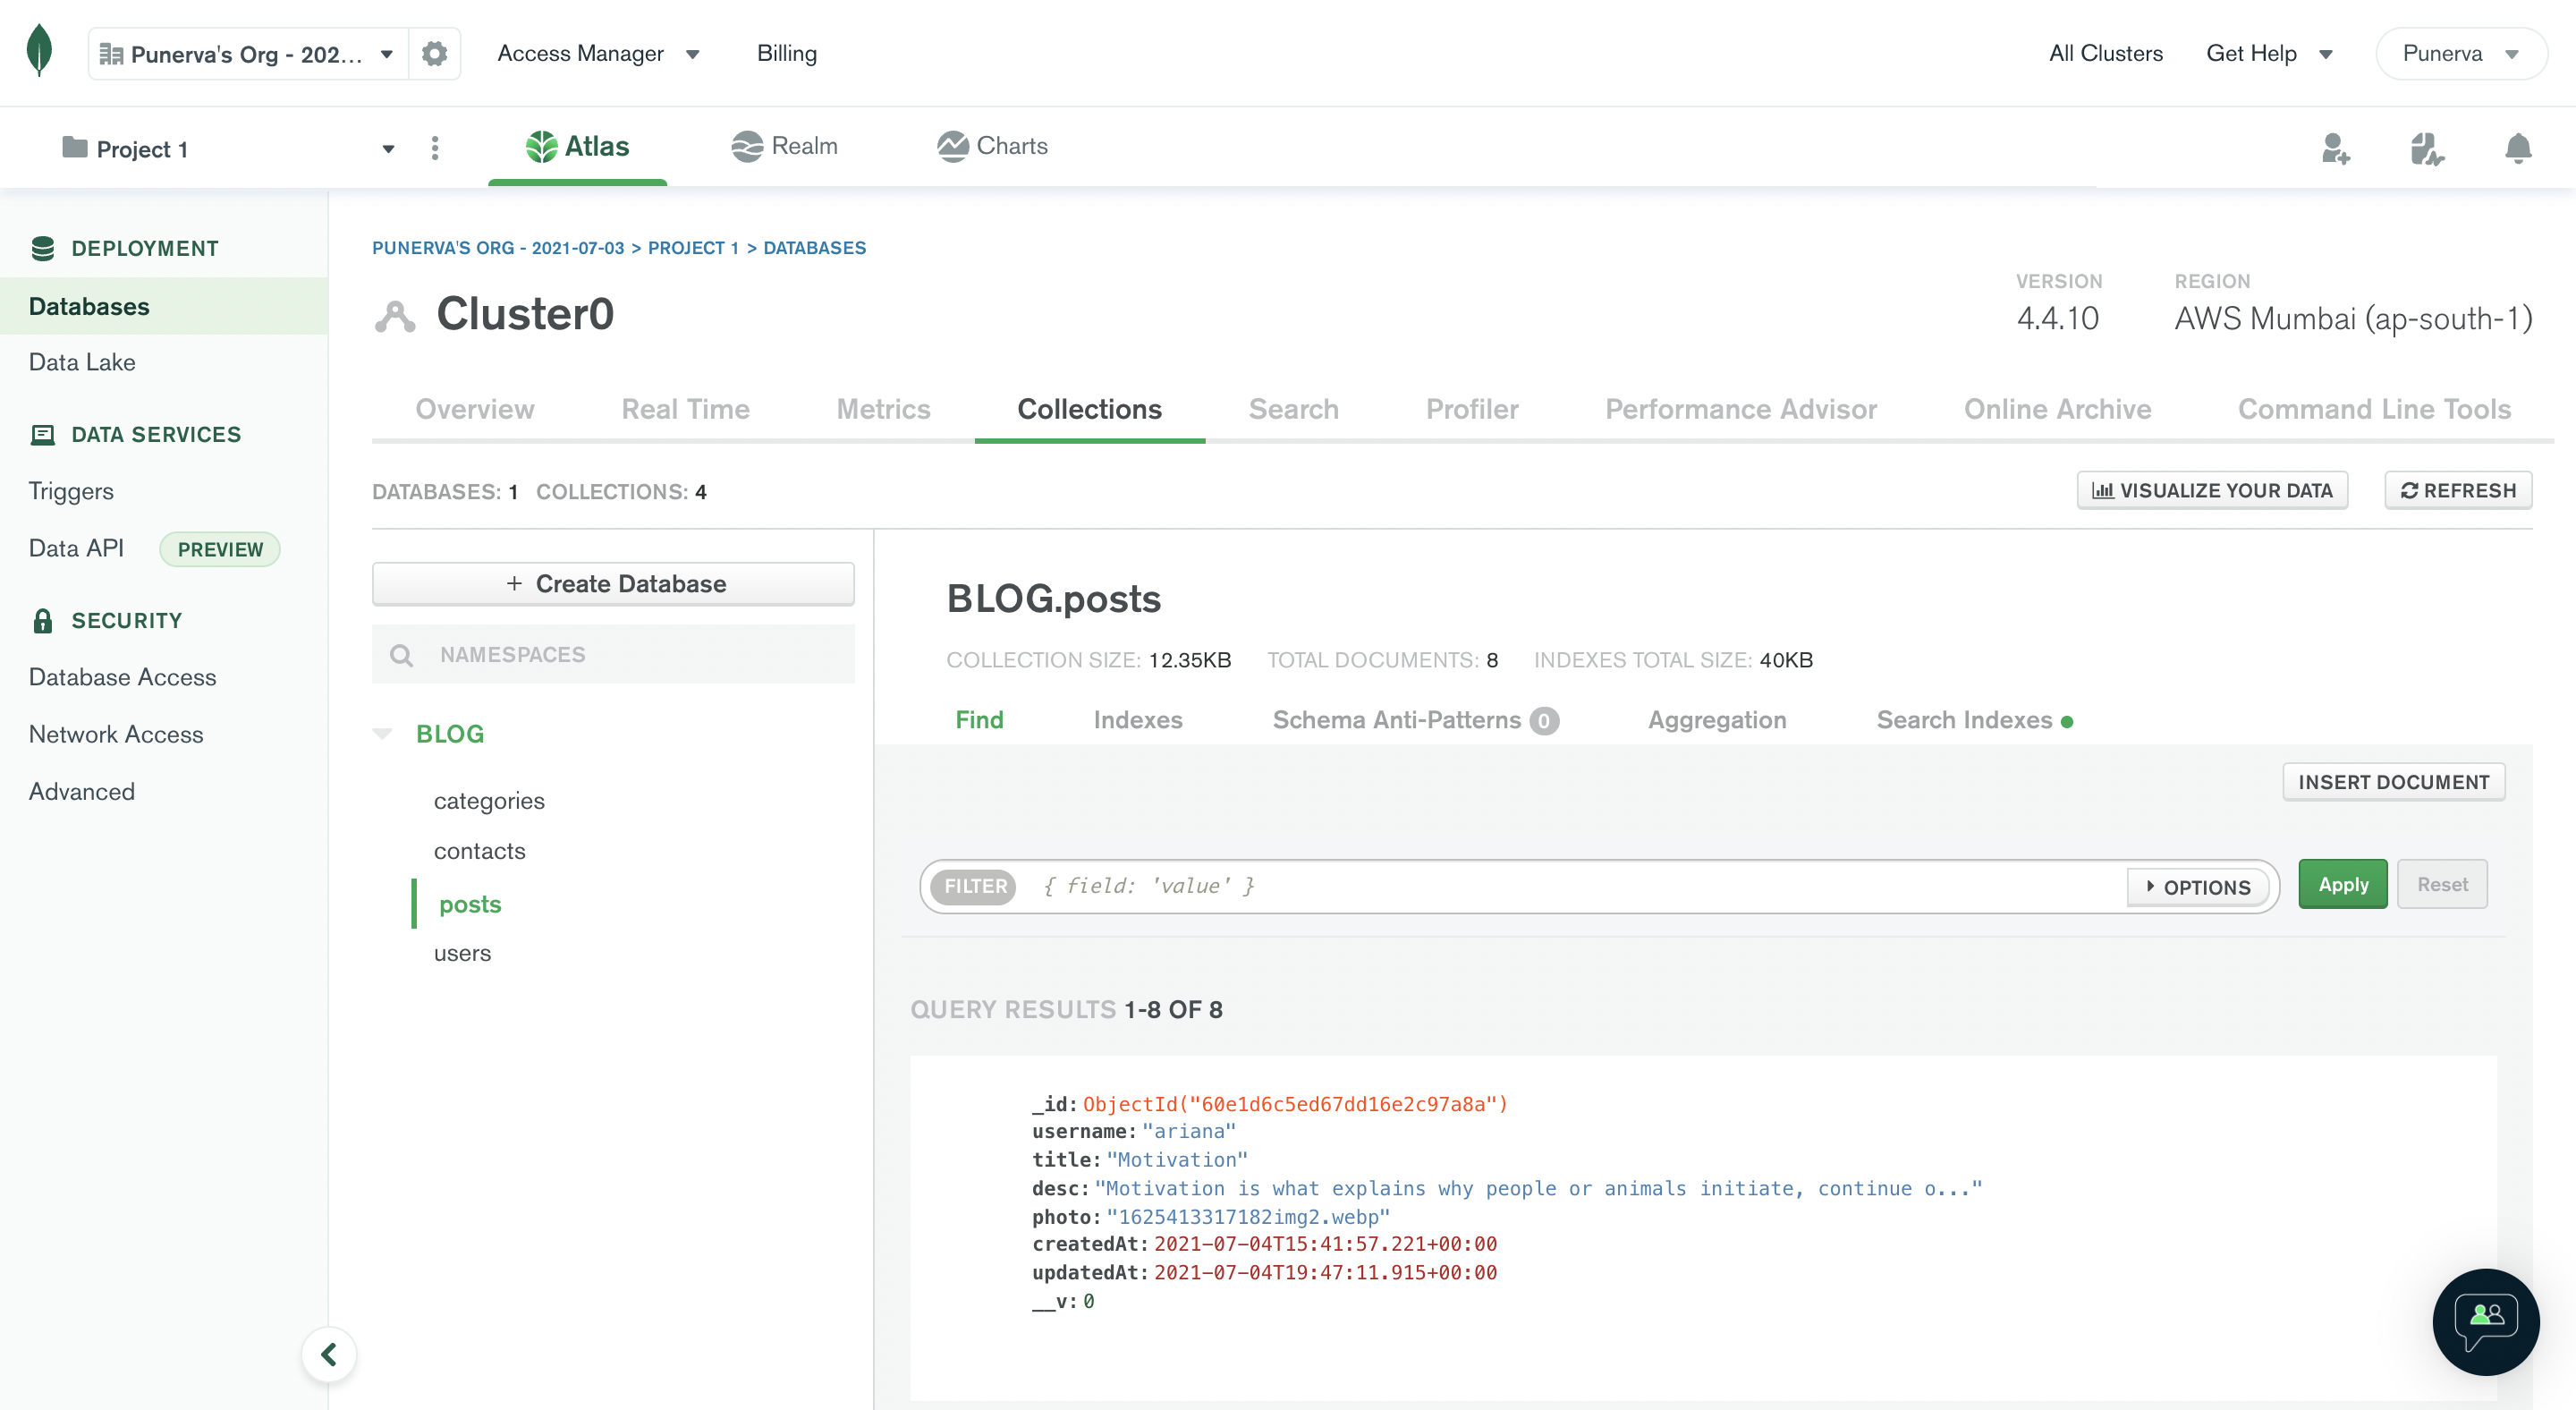 Punerva's Org - 202...
Access Manager
Billing
All Clusters
Get Help
Punerva
Project 1
Atlas
Realm
Charts
DEPLOYMENT
Databases
Data Lake
DATA SERVICES
Triggers
Data API PREVIEW
SECURITY
Database Access
Network Access
Advanced
PUNERVA'S ORG - 2021-07-03 > PROJECT 1 > DATABASES
Cluster0
VERSION
4.4.10
REGION
AWS Mumbai (ap-south-1)
Overview
Real Time
Metrics
Collections
Search
Profiler
Performance Advisor
Online Archive
Command Line Tools
DATABASES: 1 COLLECTIONS: 4
VISUALIZE YOUR DATA
REFRESH
+ Create Database
NAMESPACES
BLOG
categories
contacts
posts
users
BLOG.posts
COLLECTION SIZE: 12.35KB TOTAL DOCUMENTS: 8 INDEXES TOTAL SIZE: 40KB
Find
Indexes
Schema Anti-Patterns 0
Aggregation
Search Indexes
INSERT DOCUMENT
FILTER { field: 'value' }
OPTIONS
Apply
Reset
QUERY RESULTS 1-8 OF 8
_id: ObjectId("60e1d6c5ed67dd16e2c97a8a")
username: "ariana"
title: "Motivation"
desc: "Motivation is what explains why people or animals initiate, continue o..."
photo: "1625413317182img2.webp"
createdAt: 2021-07-04T15:41:57.221+00:00
updatedAt: 2021-07-04T19:47:11.915+00:00
__v: 0